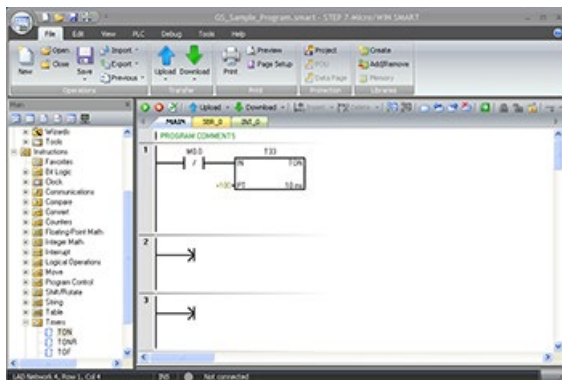 GS_Sample_Program.smart - STEP 7-Micro/WIN SMART
File Edit View PLC Debug Tools Help
New Open Close Save Import Export Previous Upload Download Print Preview Page Setup Project POU Data Page Create Add/Remove Memory
Operations Transfer Print Protection Libraries
Main
Upload Download Insert Delete
MAIN SBR_0 INT_0
PROGRAM COMMENTS
Wizards
Tools
Instructions
Favorites
Bit Logic
Clock
Communications
Compare
Convert
Counters
Floating-Point Math
Integer Math
Interrupt
Logical Operations
Move
Program Control
Shift/Rotate
String
Table
Timers
TON
TONR
TOF
1
M0.0 T33
IN TON
+100 PT 10 ms
2
3
LAD Network 4, Row 1, Col 4 INS Not connected